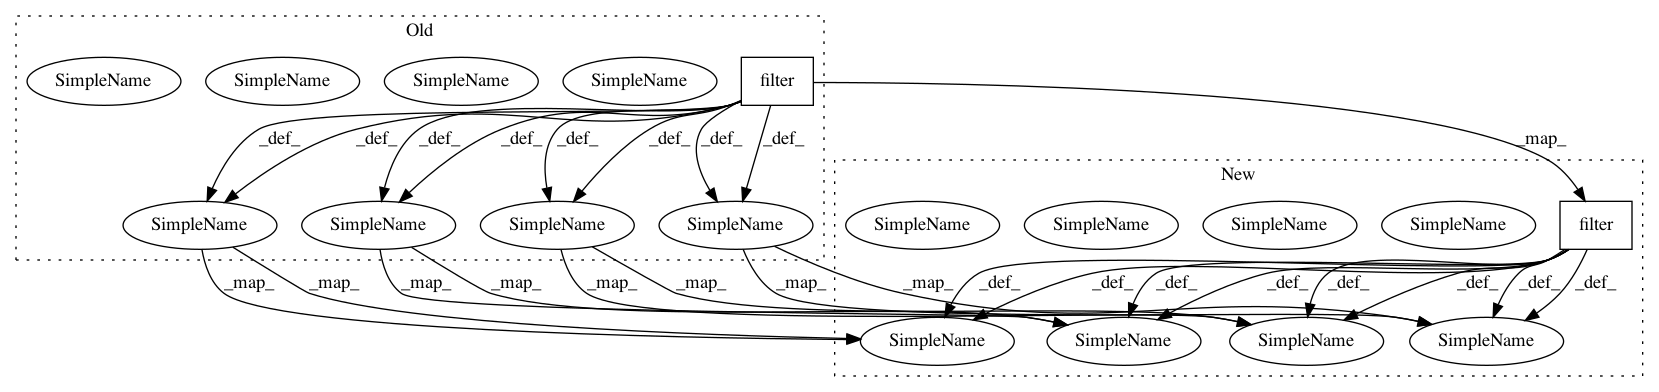 Old
SimpleName SimpleName SimpleName SimpleName filter
_def_ _def_ _def_ _def_ _def_ _def_ _def_ _def_ _map_
New
SimpleName SimpleName SimpleName SimpleName SimpleName SimpleName SimpleName SimpleName filter
_map_ _map_ _map_ _map_ _map_ _map_ _map_ _map_ _def_ _def_ _def_ _def_ _def_ _def_ _def_ _def_
SimpleName SimpleName SimpleName SimpleName